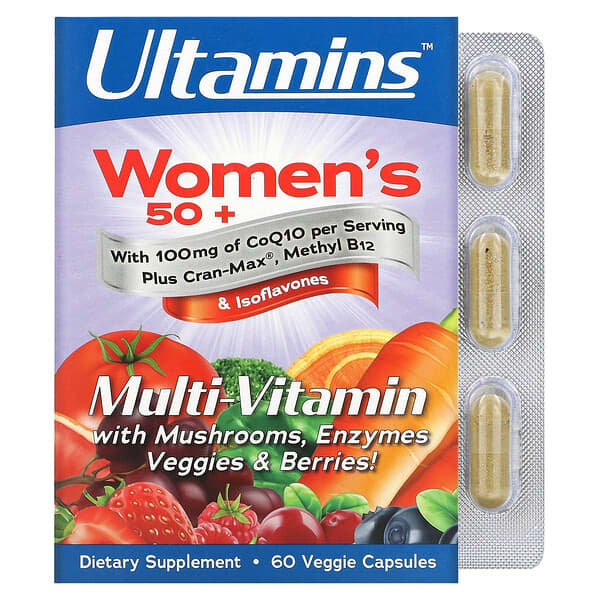 Ultamins™
Women's
50 +
With 100mg of CoQ10 per Serving
Plus Cran-Max®, Methyl B12
& Isoflavones
Multi-Vitamin
with Mushrooms, Enzymes
Veggies & Berries!
Dietary Supplement • 60 Veggie Capsules